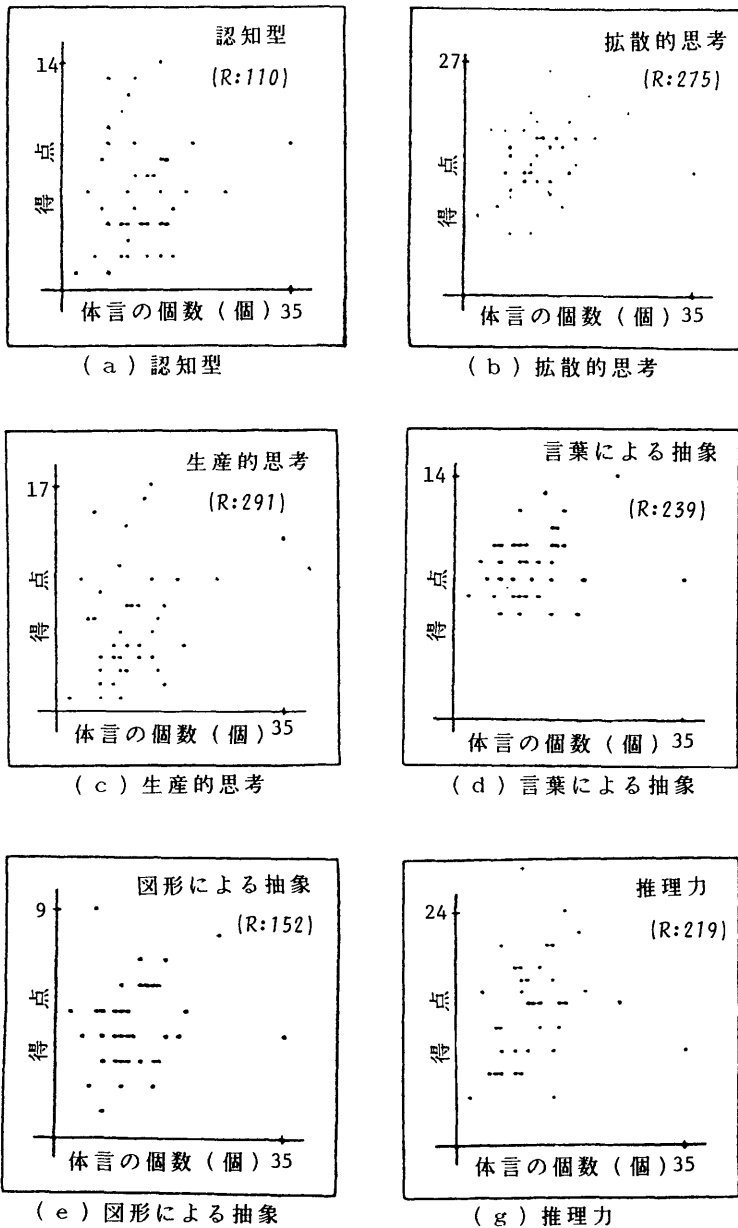 認知型
(R:110)
14
得点
体言の個数(個) 35
(a) 認知型
拡散的思考
(R:275)
27
得点
体言の個数(個) 35
(b) 拡散的思考
生産的思考
(R:291)
17
得点
体言の個数(個) 35
(c) 生産的思考
言葉による抽象
(R:239)
14
得点
体言の個数(個) 35
(d) 言葉による抽象
図形による抽象
(R:152)
9
得点
体言の個数(個) 35
(e) 図形による抽象
推理力
(R:219)
24
得点
体言の個数(個) 35
(g) 推理力